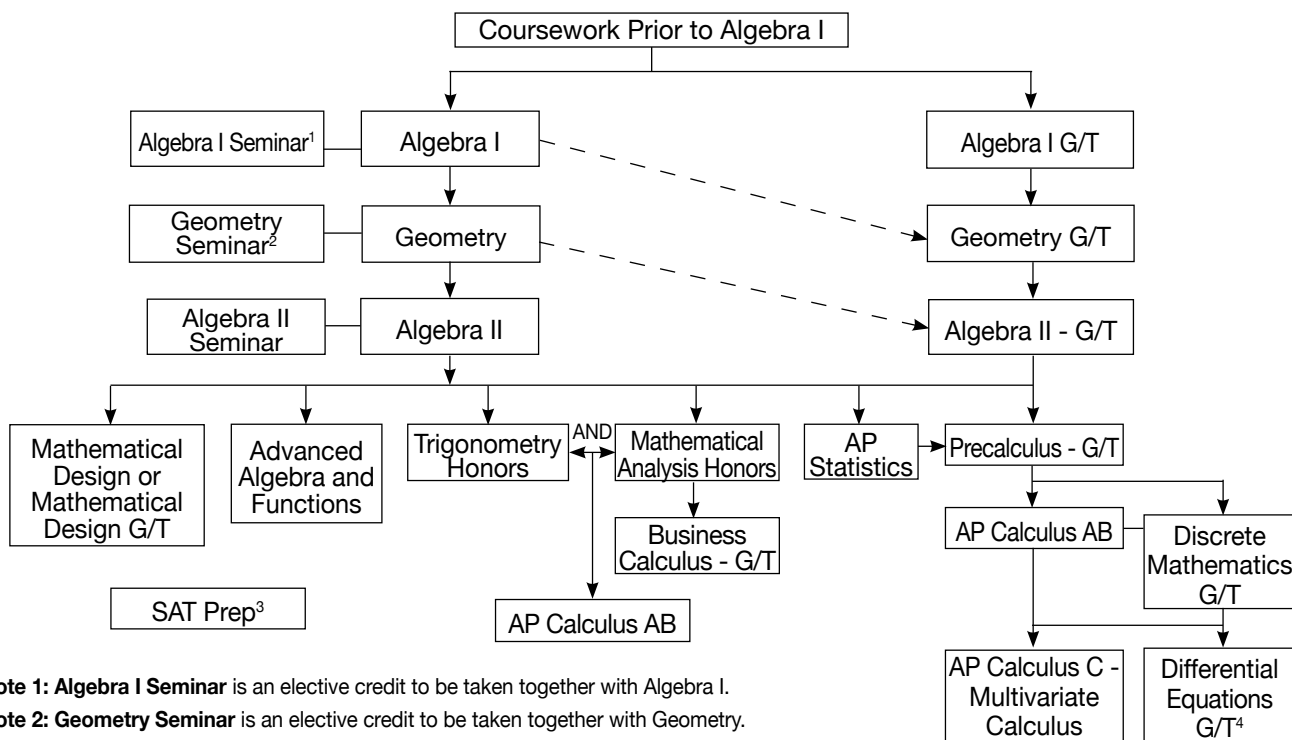 Coursework Prior to Algebra I
Algebra I Seminar1
Algebra I
Algebra I G/T
Geometry
Seminar2
Geometry
Geometry G/T
Algebra II
Seminar
Algebra II
Algebra II - G/T
Mathematical
Design or
Mathematical
Design G/T
Advanced
Algebra and
Functions
Trigonometry
Honors
AND
Mathematical
Analysis Honors
AP
Statistics
Precalculus - G/T
Business
Calculus - G/T
AP Calculus AB
Discrete
Mathematics
G/T
SAT Prep3
AP Calculus AB
AP Calculus C -
Multivariate
Calculus
Differential
Equations
G/T4
ote 1: Algebra I Seminar is an elective credit to be taken together with Algebra I.
ote 2: Geometry Seminar is an elective credit to be taken together with Geometry.